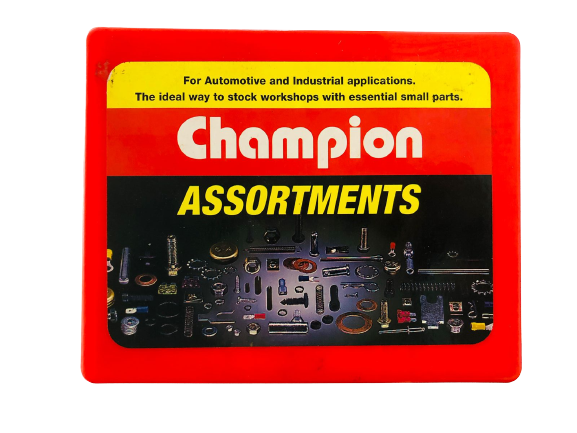 For Automotive and Industrial applications.
The ideal way to stock workshops with essential small parts.
Champion
ASSORTMENTS